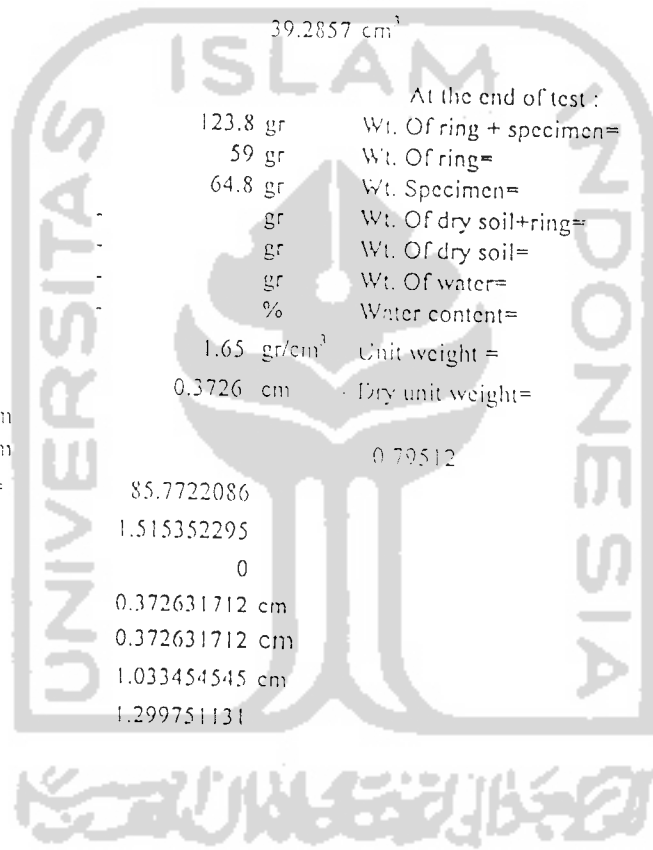 39.2857 cm³
ISLAM
UNIVERSITAS
INDONESIA
At the end of test :
123.8 gr Wt. Of ring + specimen=
59 gr Wt. Of ring=
64.8 gr Wt. Specimen=
- gr Wt. Of dry soil+ring=
- gr Wt. Of dry soil=
- gr Wt. Of water=
- % Water content=
1.65 gr/cm³ Unit weight =
0.3726 cm Dry unit weight=
m
m
0.79512
= 85.7722086
1.515352295
0
0.372631712 cm
0.372631712 cm
1.033454545 cm
1.299751131